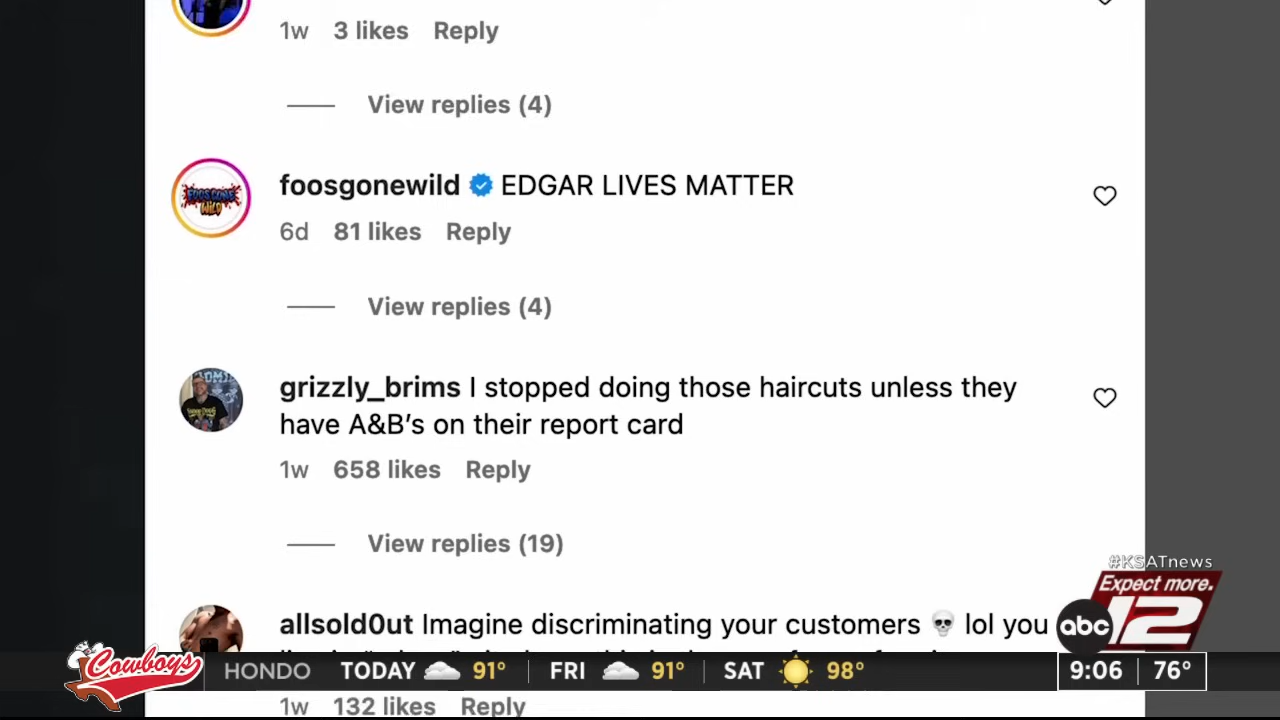 1w 3 likes Reply
View replies (4)
foosgonewild EDGAR LIVES MATTER
6d 81 likes Reply
View replies (4)
grizzly_brims I stopped doing those haircuts unless they
have A&B's on their report card
1w 658 likes Reply
View replies (19)
allsold0ut Imagine discriminating your customers 💀 lol you
1w 132 likes Reply
#KSATnews
Expect more.
abc 12
Cowboys HONDO TODAY 91° FRI 91° SAT 98° 9:06 76°
FOOS GONE
WILD